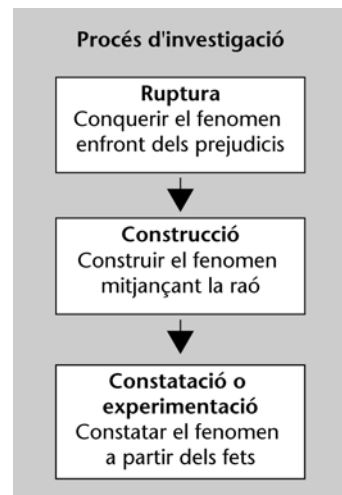 Procés d'investigació
Ruptura
Conquerir el fenomen
enfront dels prejudicis
Construcció
Construir el fenomen
mitjançant la raó
Constatació o
experimentació
Constatar el fenomen
a partir dels fets